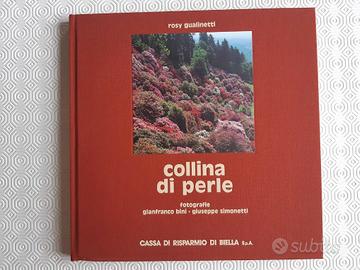 rosy gualinetti
collina
di perle
fotografie
gianfranco bini - giuseppe simonetti
CASSA DI RISPARMIO DI BIELLA S.p.A.
subito